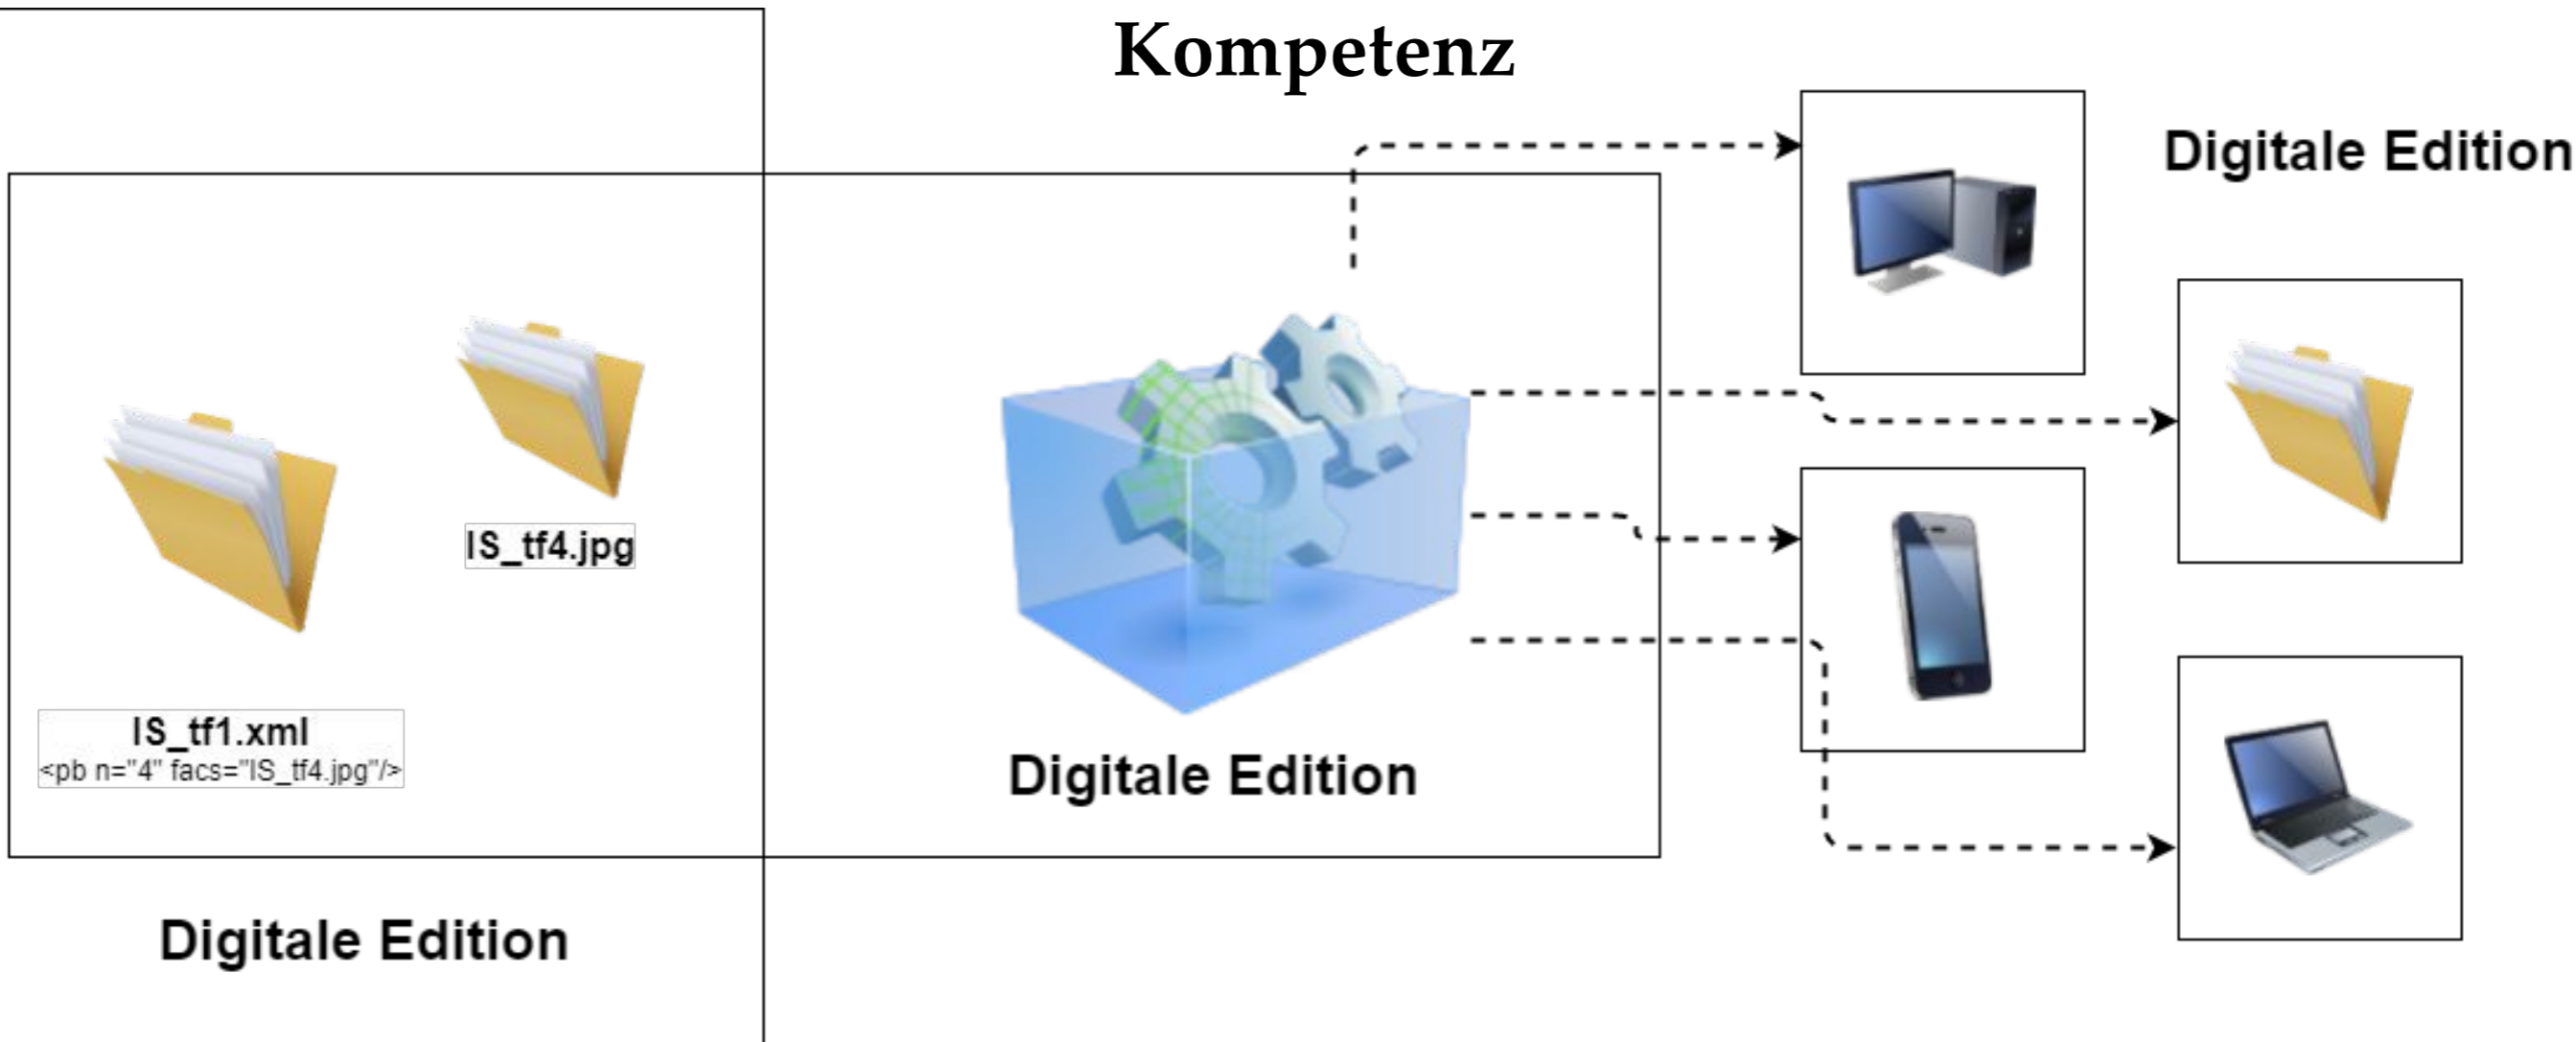 Kompetenz
Digitale Edition
IS_tf4.jpg
IS_tf1.xml
<pb n="4" facs="IS_tf4.jpg"/>
Digitale Edition
Digitale Edition